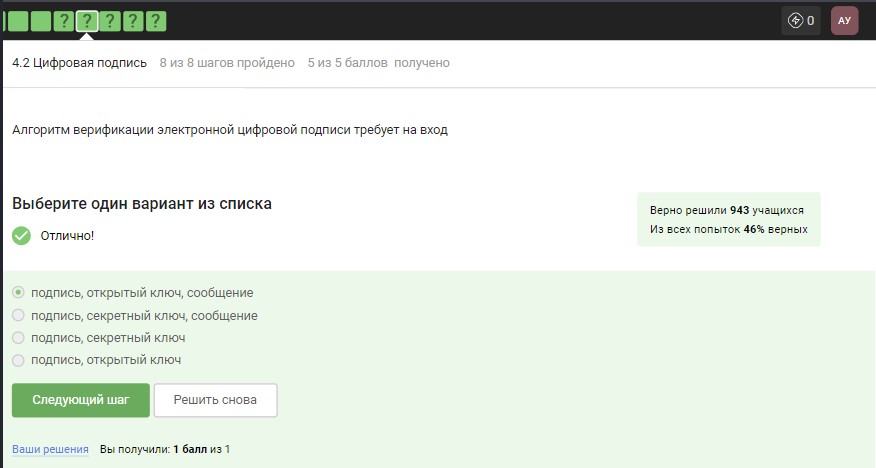 ? ? ? ? ?
0
АУ
4.2 Цифровая подпись 8 из 8 шагов пройдено 5 из 5 баллов получено
Алгоритм верификации электронной цифровой подписи требует на вход
Выберите один вариант из списка
Верно решили 943 учащихся
Из всех попыток 46% верных
Отлично!
подпись, открытый ключ, сообщение
подпись, секретный ключ, сообщение
подпись, секретный ключ
подпись, открытый ключ
Следующий шаг Решить снова
Ваши решения Вы получили: 1 балл из 1